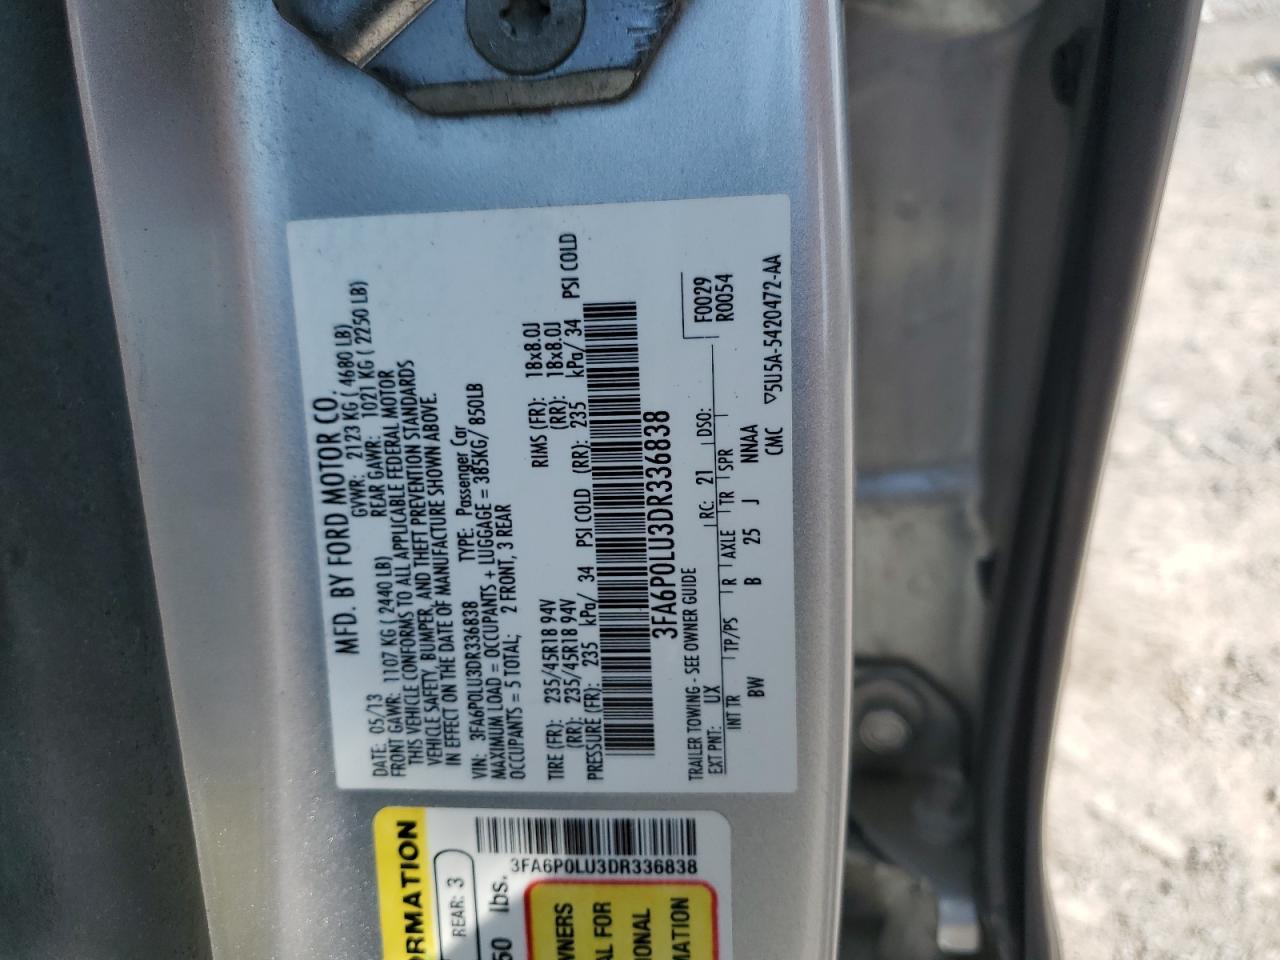 MFD. BY FORD MOTOR CO.
DATE: 05/13 GVWR: 2123 KG ( 4680 LB)
FRONT GAWR: 1107 KG ( 2440 LB) REAR GAWR: 1021 KG ( 2250 LB)
THIS VEHICLE CONFORMS TO ALL APPLICABLE FEDERAL MOTOR
VEHICLE SAFETY, BUMPER, AND THEFT PREVENTION STANDARDS
IN EFFECT ON THE DATE OF MANUFACTURE SHOWN ABOVE.
VIN: 3FA6P0LU3DR336838 TYPE: Passenger Car
MAXIMUM LOAD = OCCUPANTS + LUGGAGE = 385KG/ 850LB
OCCUPANTS = 5 TOTAL; 2 FRONT, 3 REAR
TIRE (FR): 235/45R18 94V RIMS (FR): 18x8.0J
(RR): 235/45R18 94V (RR): 18x8.0J
PRESSURE (FR): 235 kPa/ 34 PSI COLD (RR): 235 kPa/ 34 PSI COLD
3FA6P0LU3DR336838
TRAILER TOWING - SEE OWNER GUIDE F0029
EXT PNT: UX RC: 21 DSO: R0054
INT TR TP/PS R AXLE TR SPR
BW B 25 J NNAA
CMC ▽5U5A-5420472-AA
ORMATION
REAR: 3
60 lbs.
3FA6P0LU3DR336838
WNERS
AL FOR
IONAL
MATION